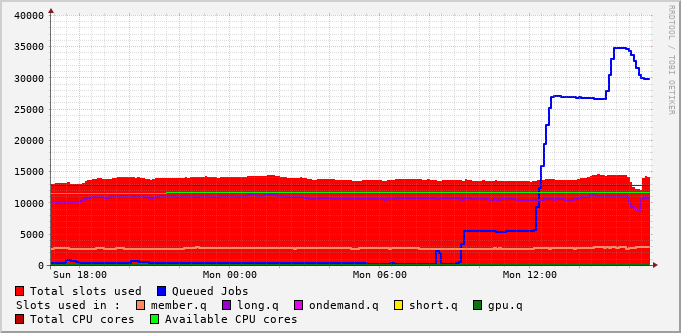 RRDTOOL / TOBI OETIKER
40000
35000
30000
25000
20000
15000
10000
5000
0
Sun 18:00 Mon 00:00 Mon 06:00 Mon 12:00
Total slots used Queued Jobs
Slots used in : member.q long.q ondemand.q short.q gpu.q
Total CPU cores Available CPU cores